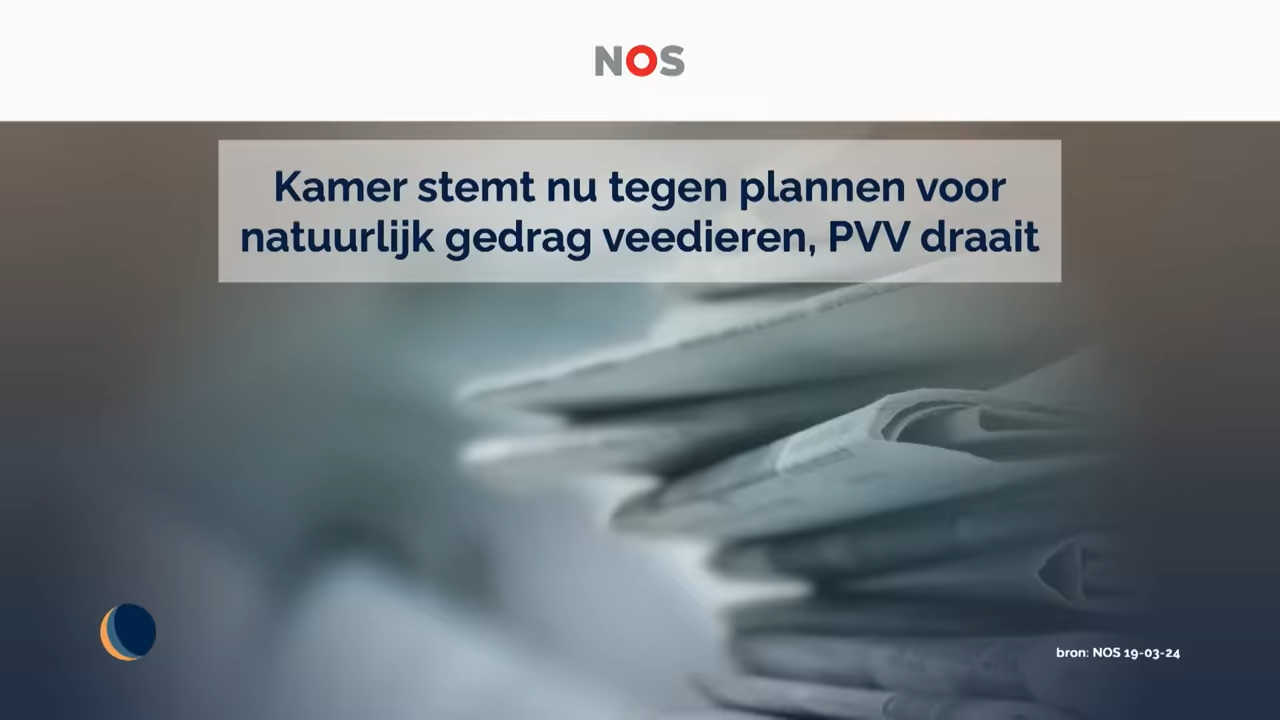 NOS
Kamer stemt nu tegen plannen voor
natuurlijk gedrag veedieren, PVV draait
bron: NOS 19-03-24